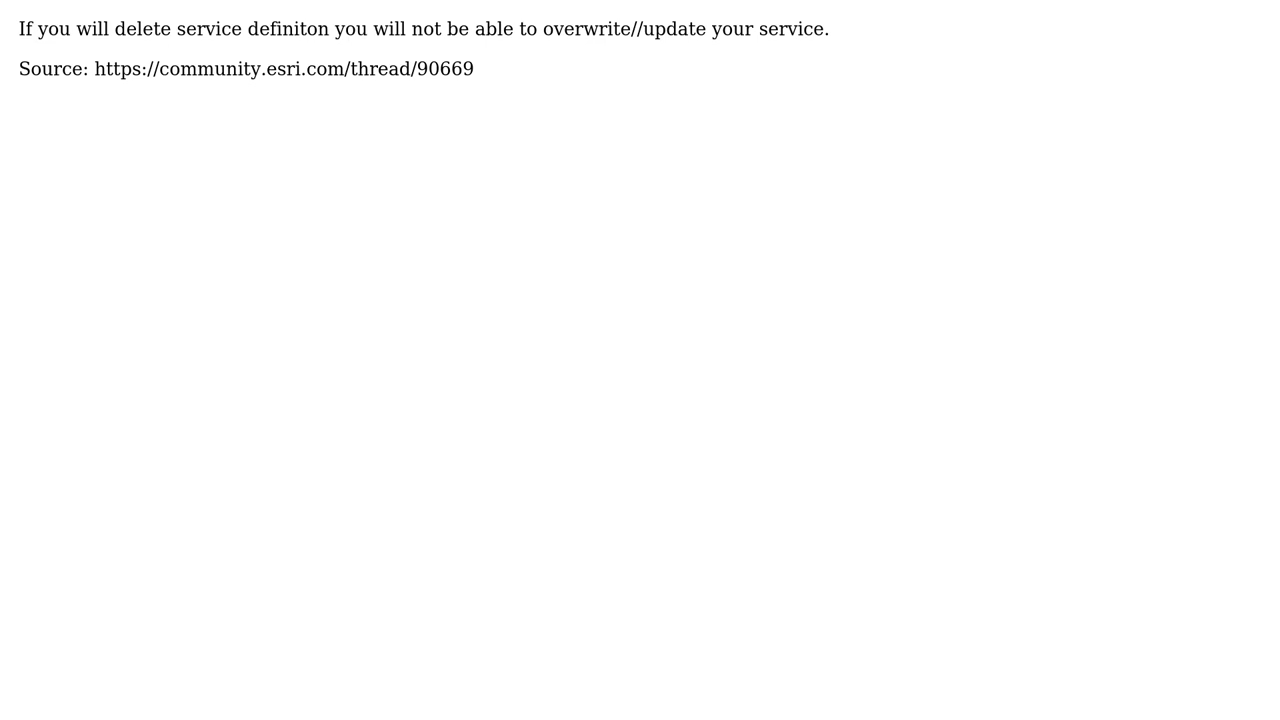 If you will delete service definiton you will not be able to overwrite//update your service.
Source: https://community.esri.com/thread/90669